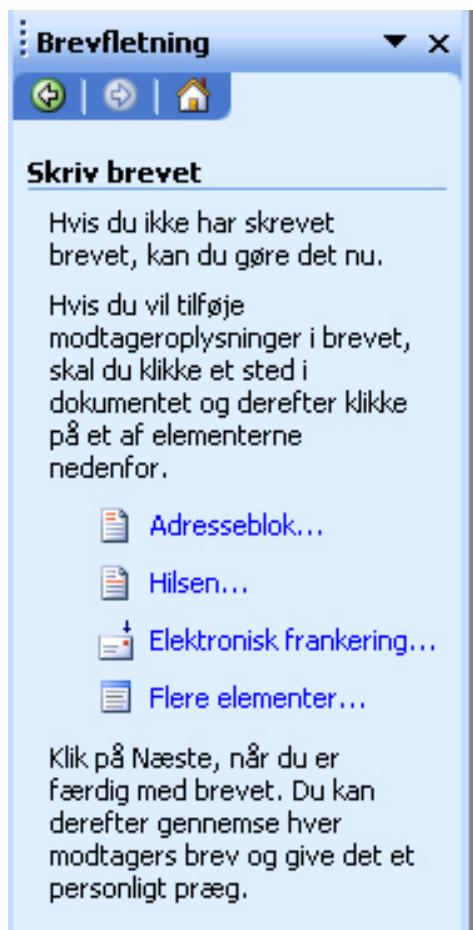 Brevfletning
Skriv brevet
Hvis du ikke har skrevet
brevet, kan du gøre det nu.
Hvis du vil tilføje
modtageroplysninger i brevet,
skal du klikke et sted i
dokumentet og derefter klikke
på et af elementerne
nedenfor.
Adresseblok...
Hilsen...
Elektronisk frankering...
Flere elementer...
Klik på Næste, når du er
færdig med brevet. Du kan
derefter gennemse hver
modtagers brev og give det et
personligt præg.